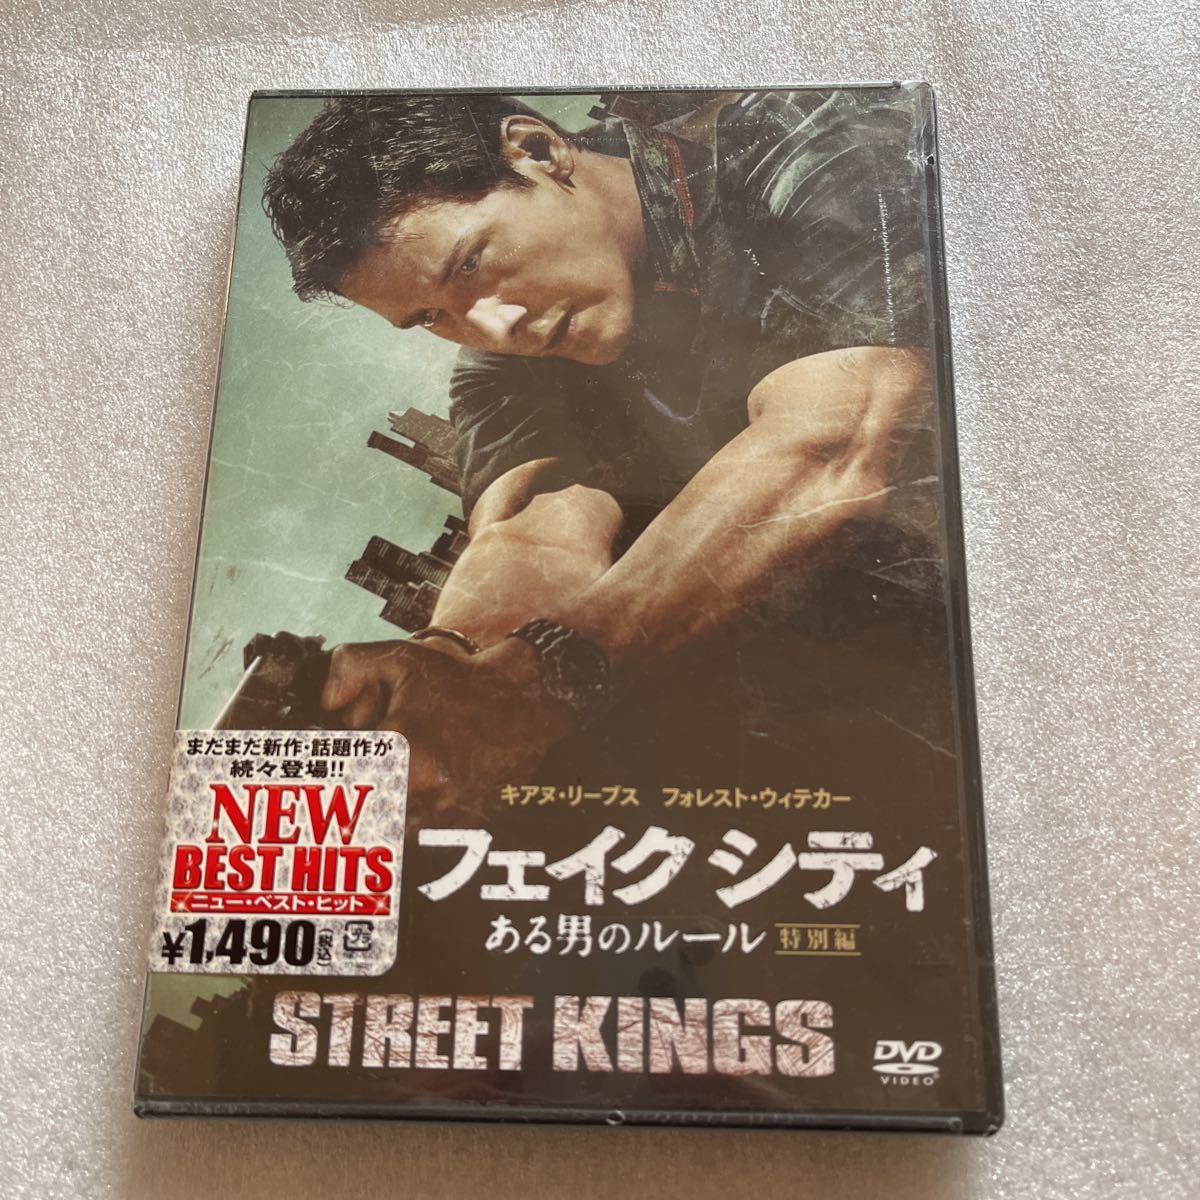 キアヌ・リーブス フォレスト・ウィテカー
フェイク シティ
ある男のルール 特別編
STREET KINGS
DVD
VIDEO
まだまだ新作・話題作が
続々登場!!
NEW
BEST HITS
ニュー・ベスト・ヒット
¥1,490(税込)